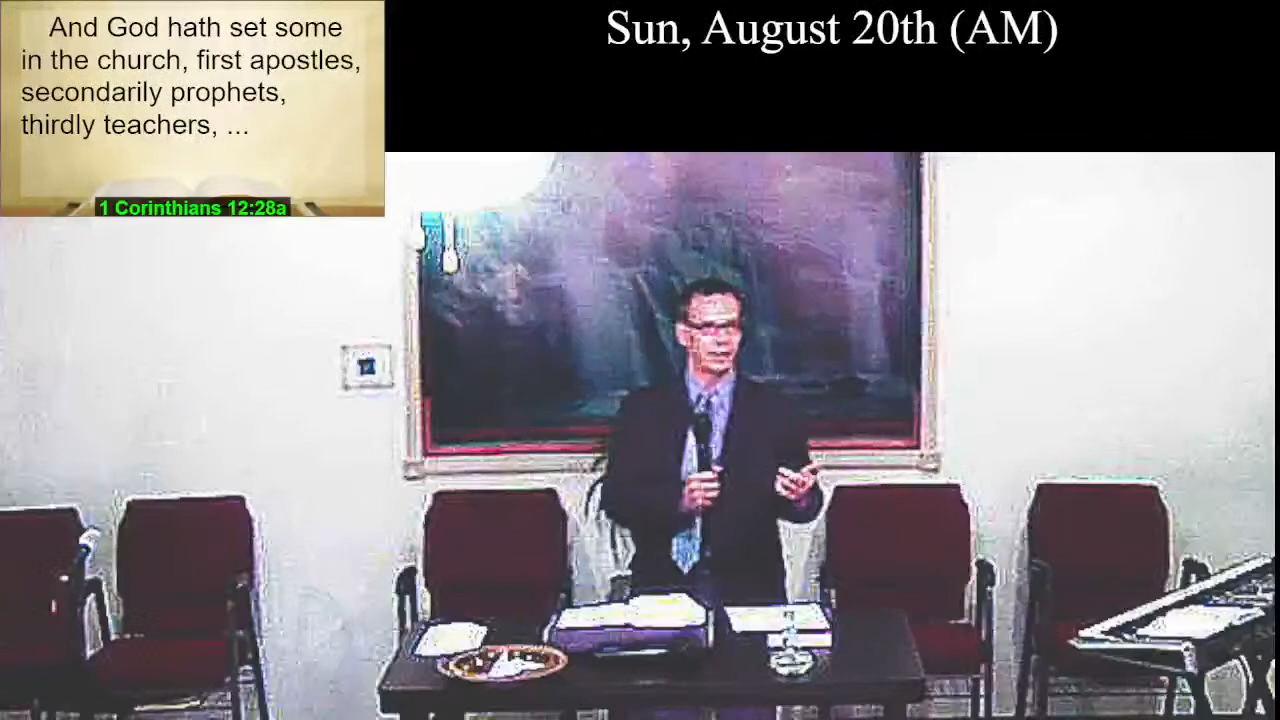 And God hath set some
in the church, first apostles,
secondarily prophets,
thirdly teachers, ...
1 Corinthians 12:28a
Sun, August 20th (AM)